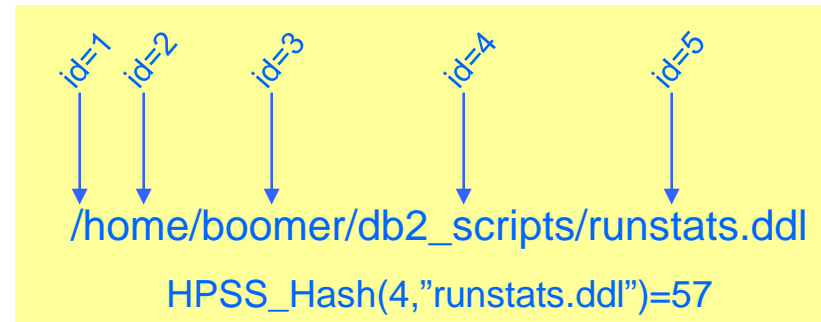 id=1 id=2 id=3 id=4 id=5
/home/boomer/db2_scripts/runstats.ddl
HPSS_Hash(4,”runstats.ddl”)=57